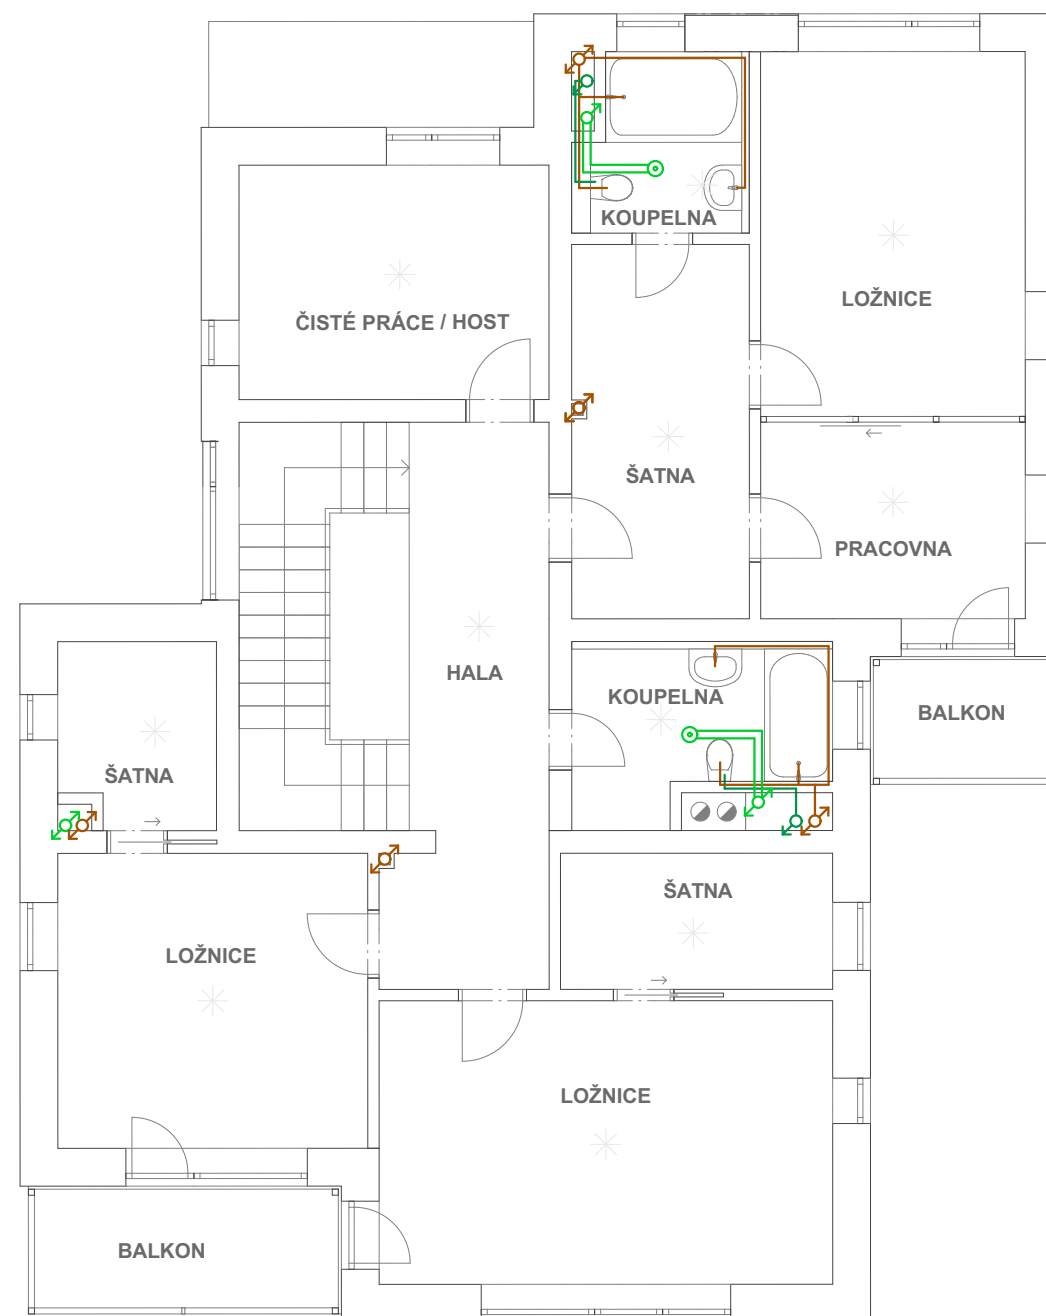 KOUPELNA
LOŽNICE
ČISTÉ PRÁCE / HOST
ŠATNA
PRACOVNA
HALA
KOUPELNA
BALKON
ŠATNA
ŠATNA
LOŽNICE
LOŽNICE
BALKON